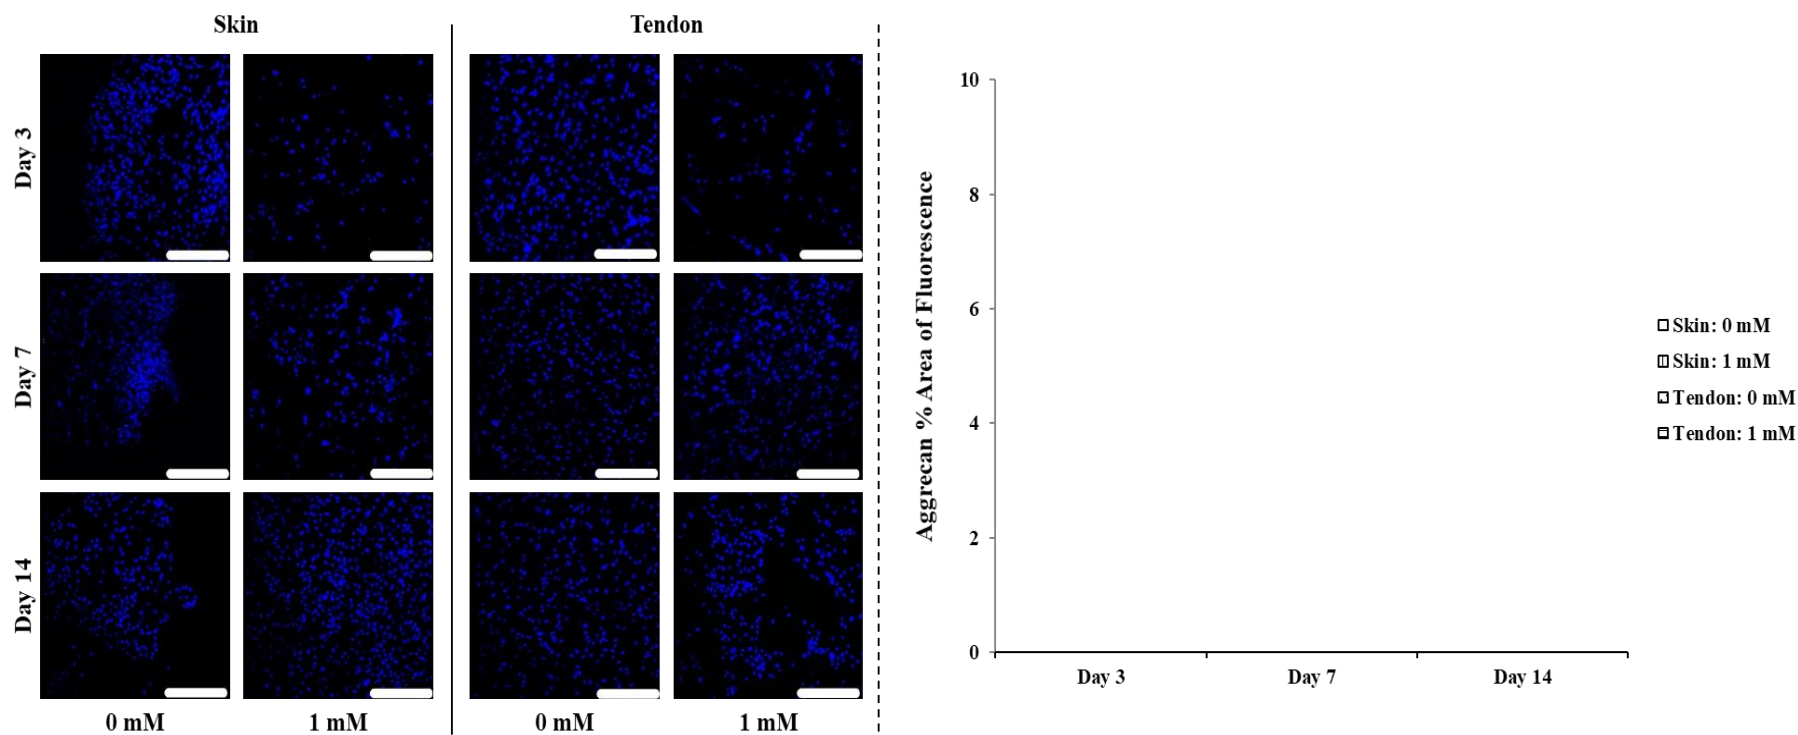 Skin
Tendon
Day 3
Day 7
Day 14
0 mM
1 mM
0 mM
1 mM
Aggrecan % Area of Fluorescence
10
8
6
4
2
0
Day 3
Day 7
Day 14
Skin: 0 mM
Skin: 1 mM
Tendon: 0 mM
Tendon: 1 mM